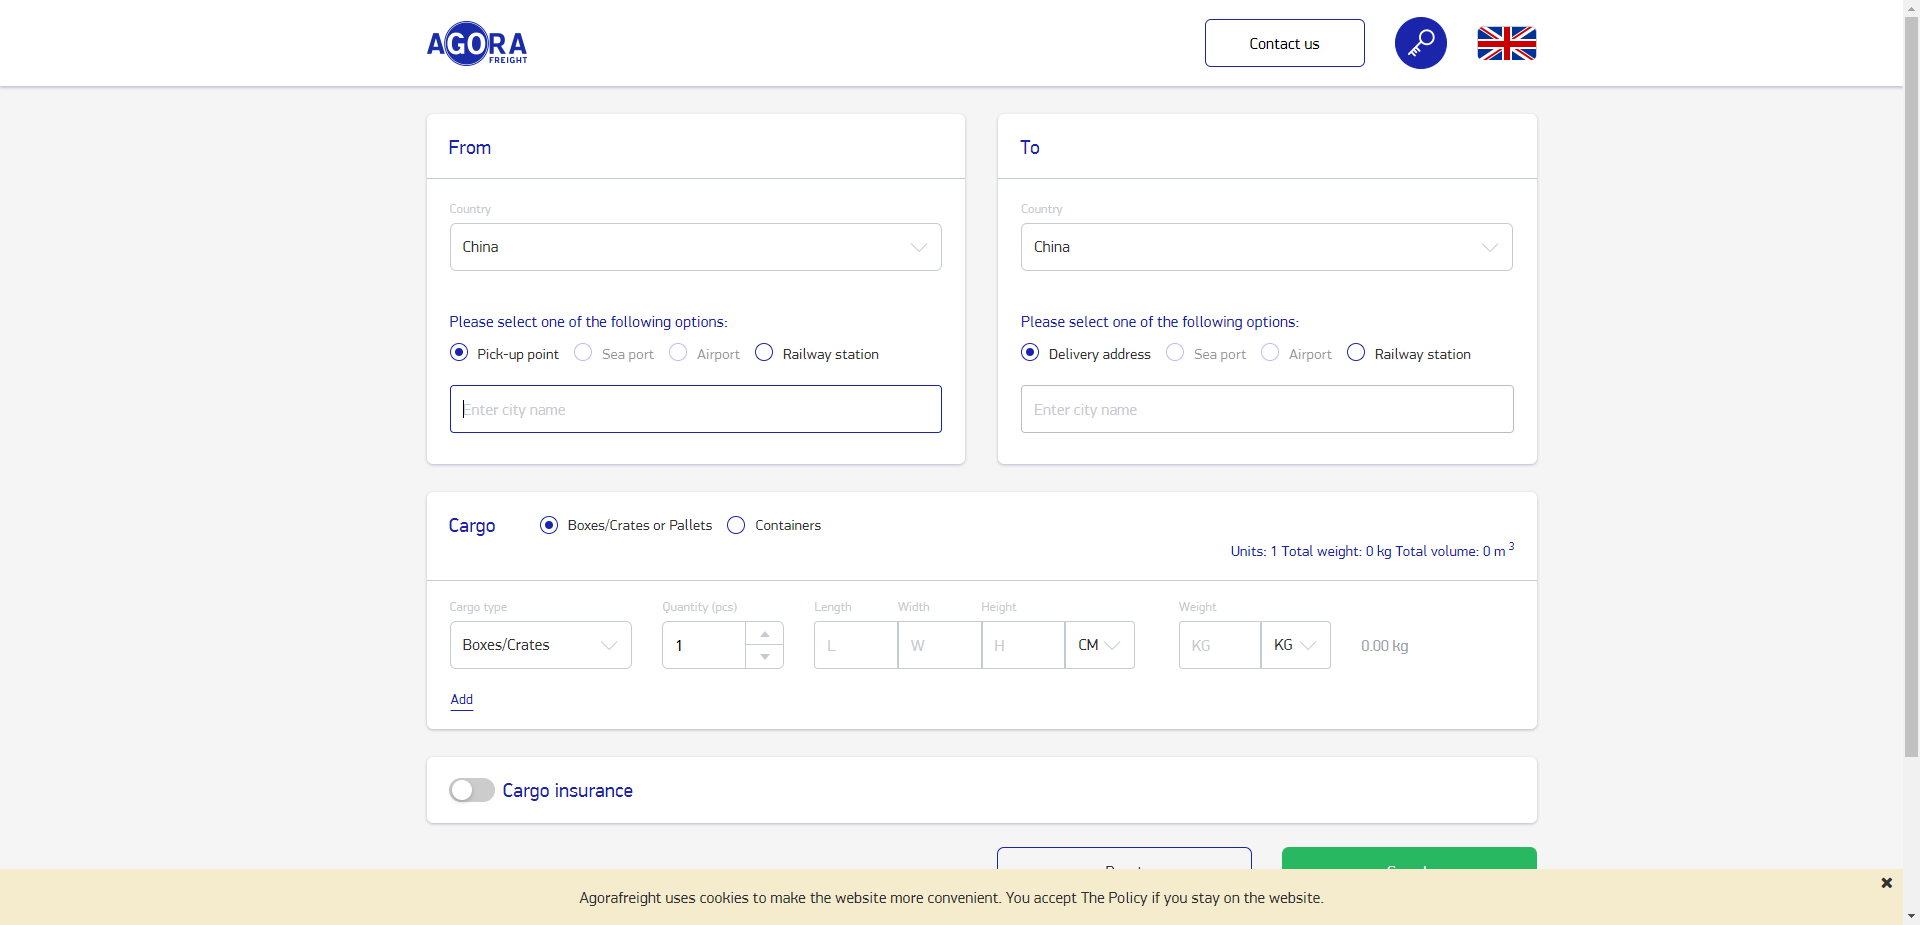 AGORA
FREIGHT
Contact us
From
Country
China
Please select one of the following options:
Pick-up point Sea port Airport Railway station
Enter city name
To
Country
China
Please select one of the following options:
Delivery address Sea port Airport Railway station
Enter city name
Cargo Boxes/Crates or Pallets Containers
Units: 1 Total weight: 0 kg Total volume: 0 m 3
Cargo type Quantity (pcs) Length Width Height Weight
Boxes/Crates 1 L W H CM KG KG 0.00 kg
Add
Cargo insurance
Agorafreight uses cookies to make the website more convenient. You accept The Policy if you stay on the website.